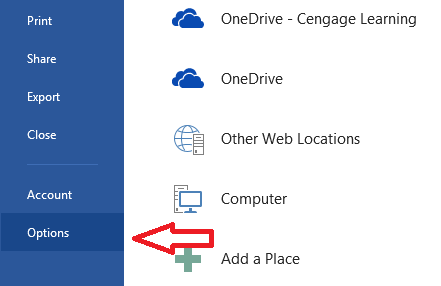 Print
Share
Export
Close
Account
Options
OneDrive - Cengage Learning
OneDrive
Other Web Locations
Computer
Add a Place